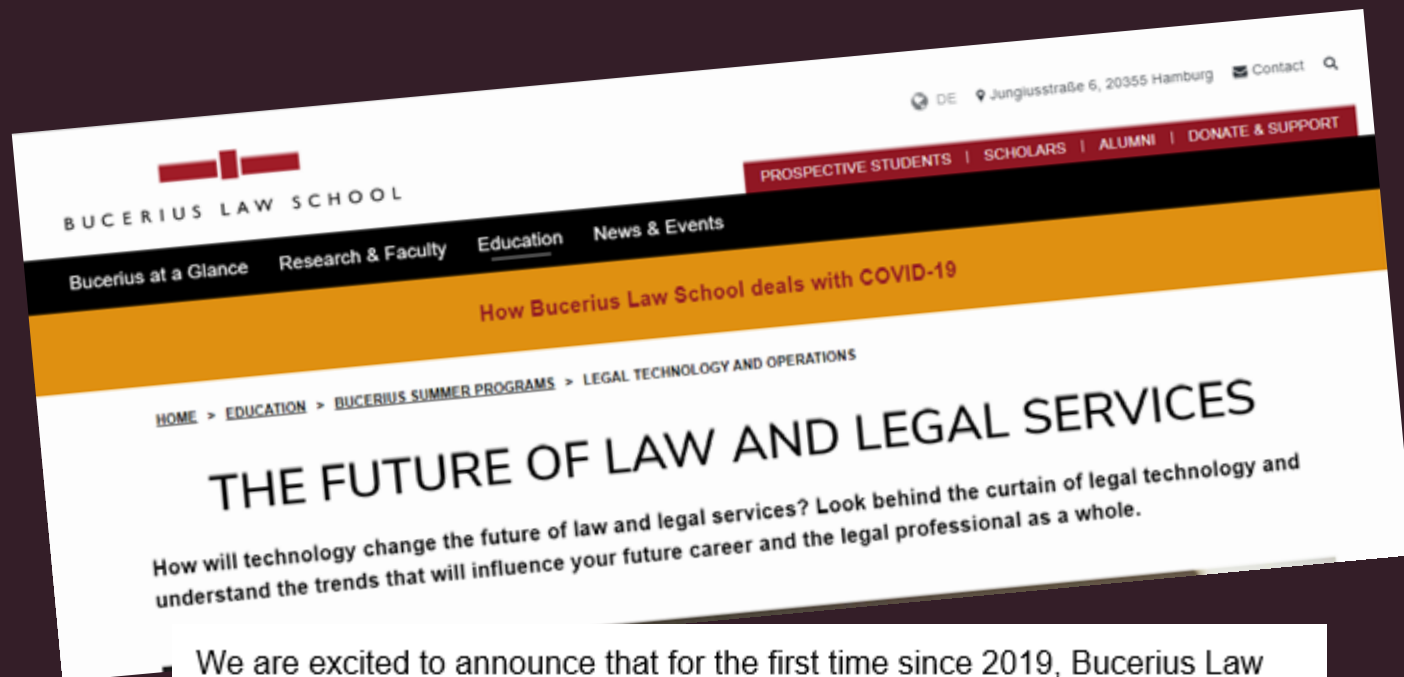 DE Jungiusstraße 6, 20355 Hamburg Contact
BUCERIUS LAW SCHOOL
PROSPECTIVE STUDENTS | SCHOLARS | ALUMNI | DONATE & SUPPORT
Bucerius at a Glance Research & Faculty Education News & Events
How Bucerius Law School deals with COVID-19
HOME > EDUCATION > BUCERIUS SUMMER PROGRAMS > LEGAL TECHNOLOGY AND OPERATIONS
THE FUTURE OF LAW AND LEGAL SERVICES
How will technology change the future of law and legal services? Look behind the curtain of legal technology and
understand the trends that will influence your future career and the legal professional as a whole.
We are excited to announce that for the first time since 2019, Bucerius Law